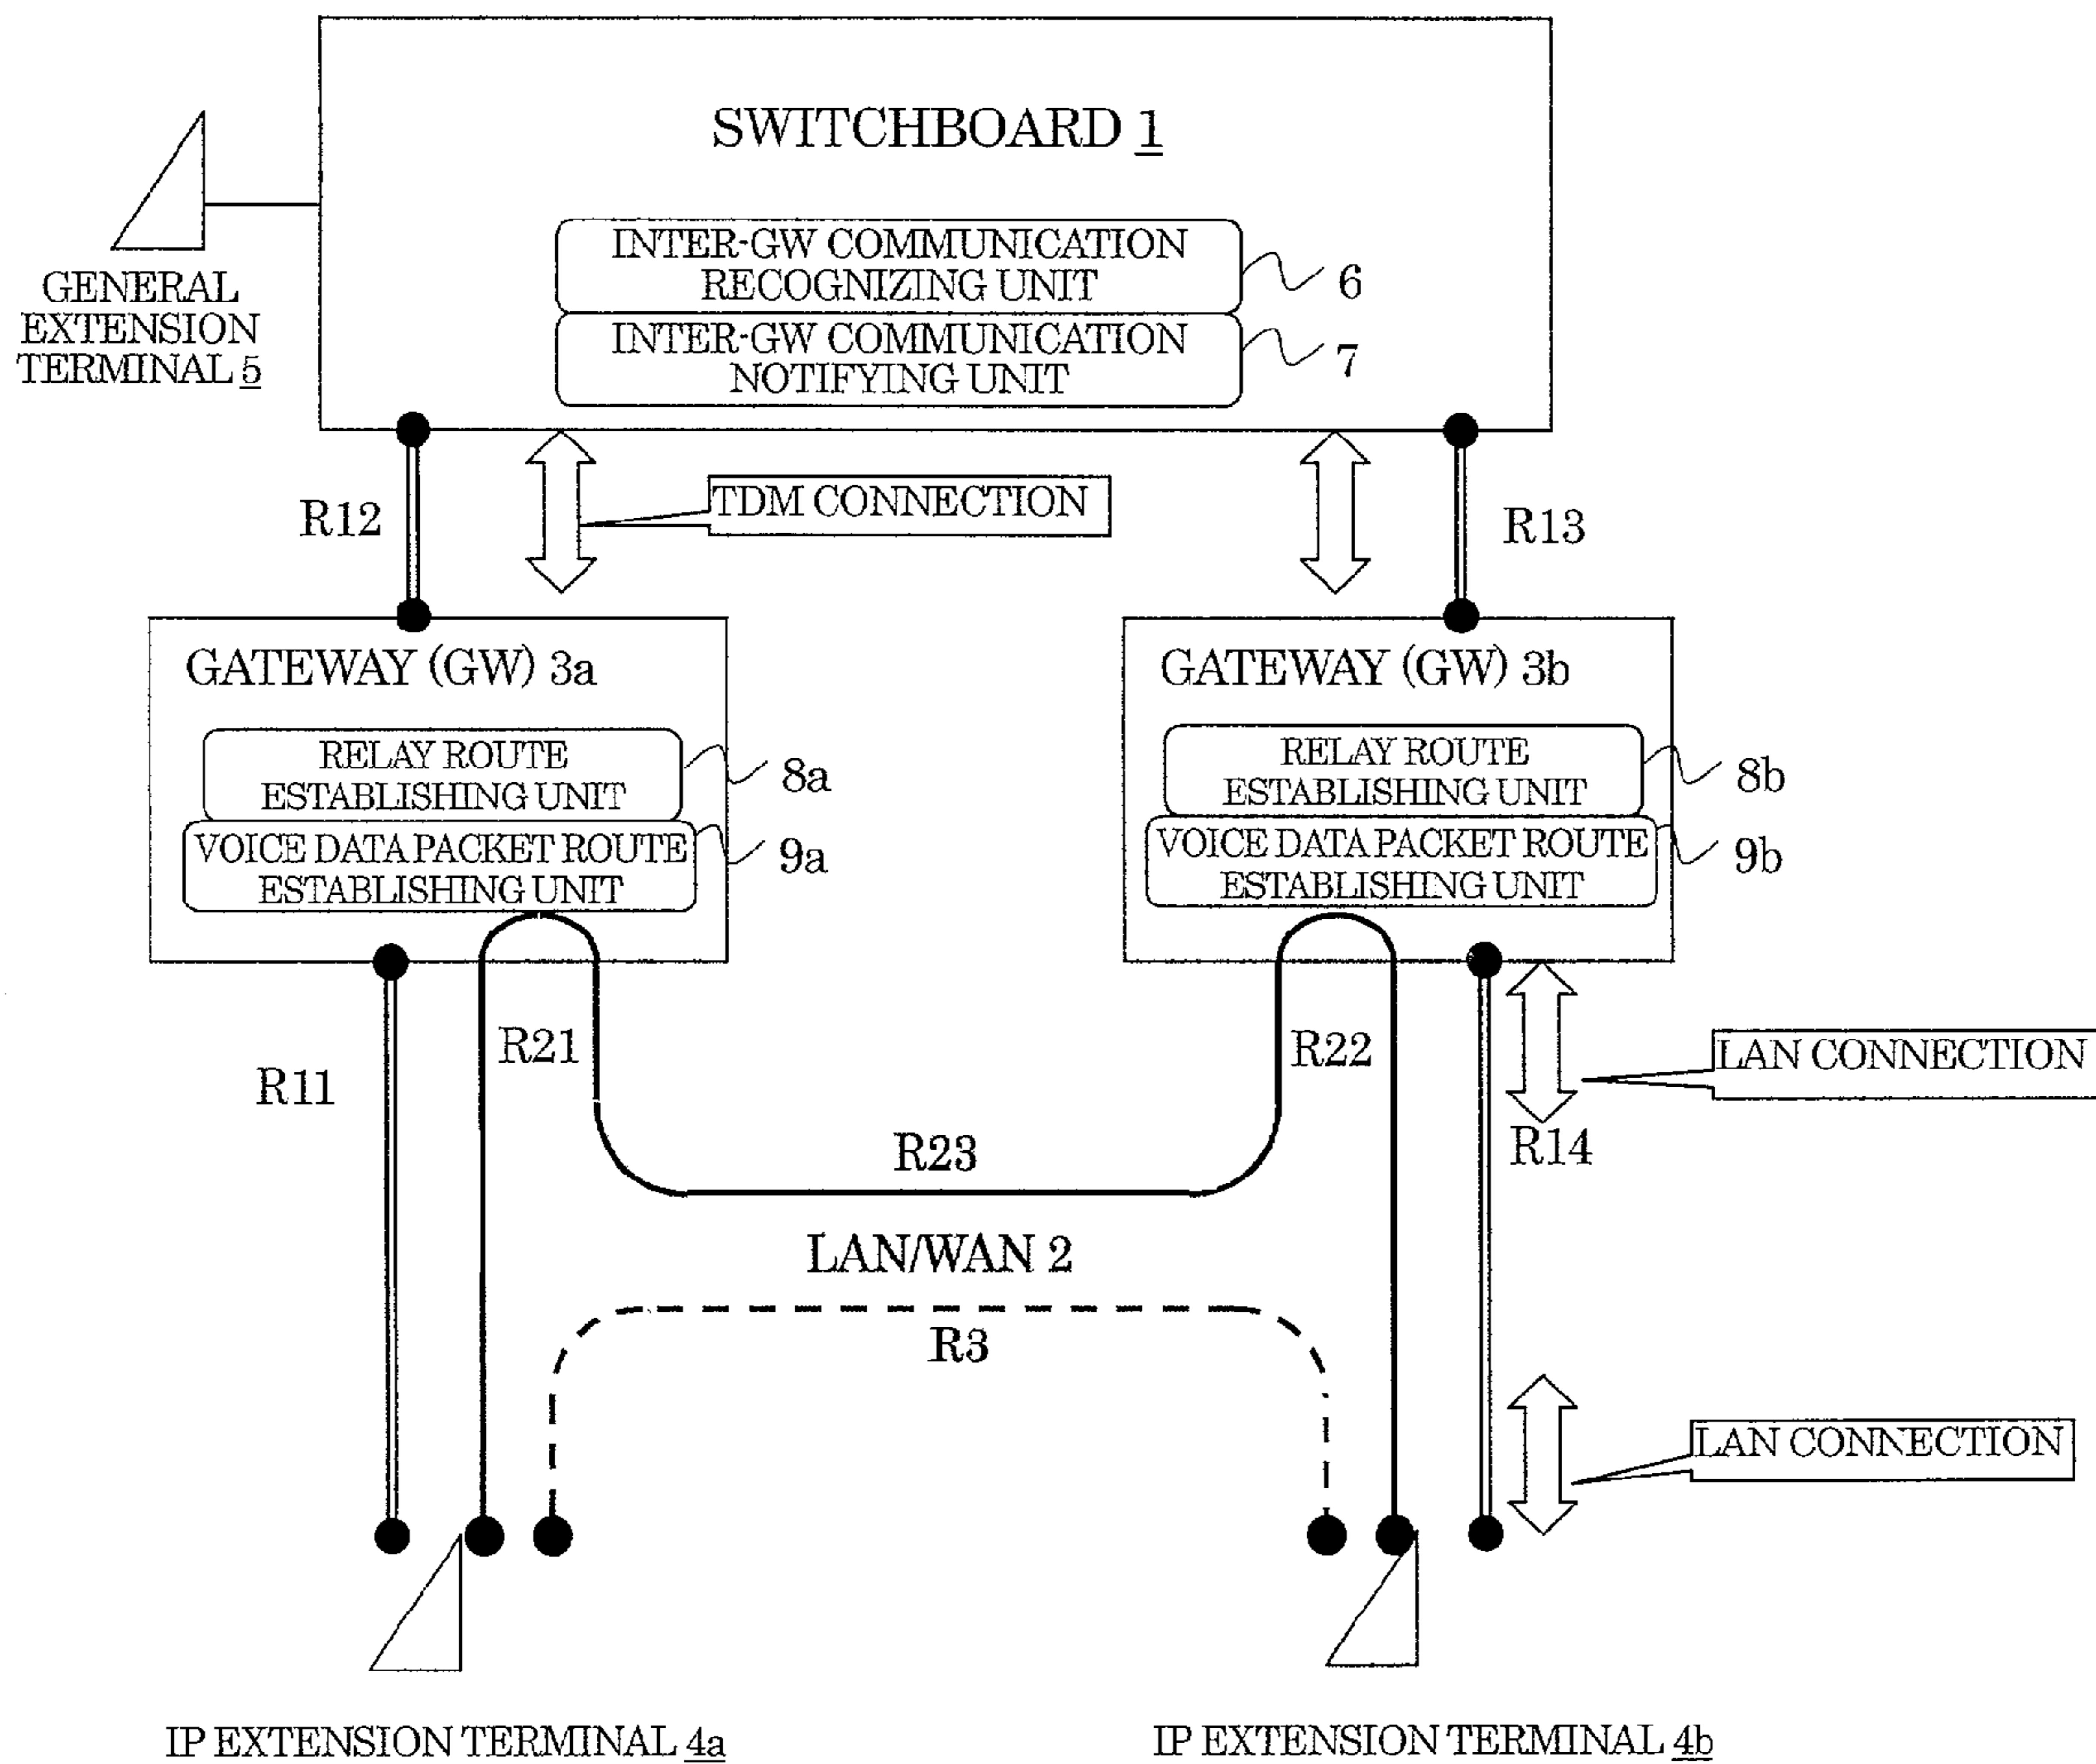 SWITCHBOARD 1
INTER-GW COMMUNICATION
RECOGNIZING UNIT
6
INTER-GW COMMUNICATION
NOTIFYING UNIT
7
GENERAL
EXTENSION
TERMINAL 5
R12
TDM CONNECTION
R13
GATEWAY (GW) 3a
RELAY ROUTE
ESTABLISHING UNIT
8a
VOICE DATA PACKET ROUTE
ESTABLISHING UNIT
9a
GATEWAY (GW) 3b
RELAY ROUTE
ESTABLISHING UNIT
8b
VOICE DATA PACKET ROUTE
ESTABLISHING UNIT
9b
R11
R21
R22
LAN CONNECTION
R14
R23
LAN/WAN 2
R3
LAN CONNECTION
IP EXTENSION TERMINAL 4a
IP EXTENSION TERMINAL 4b